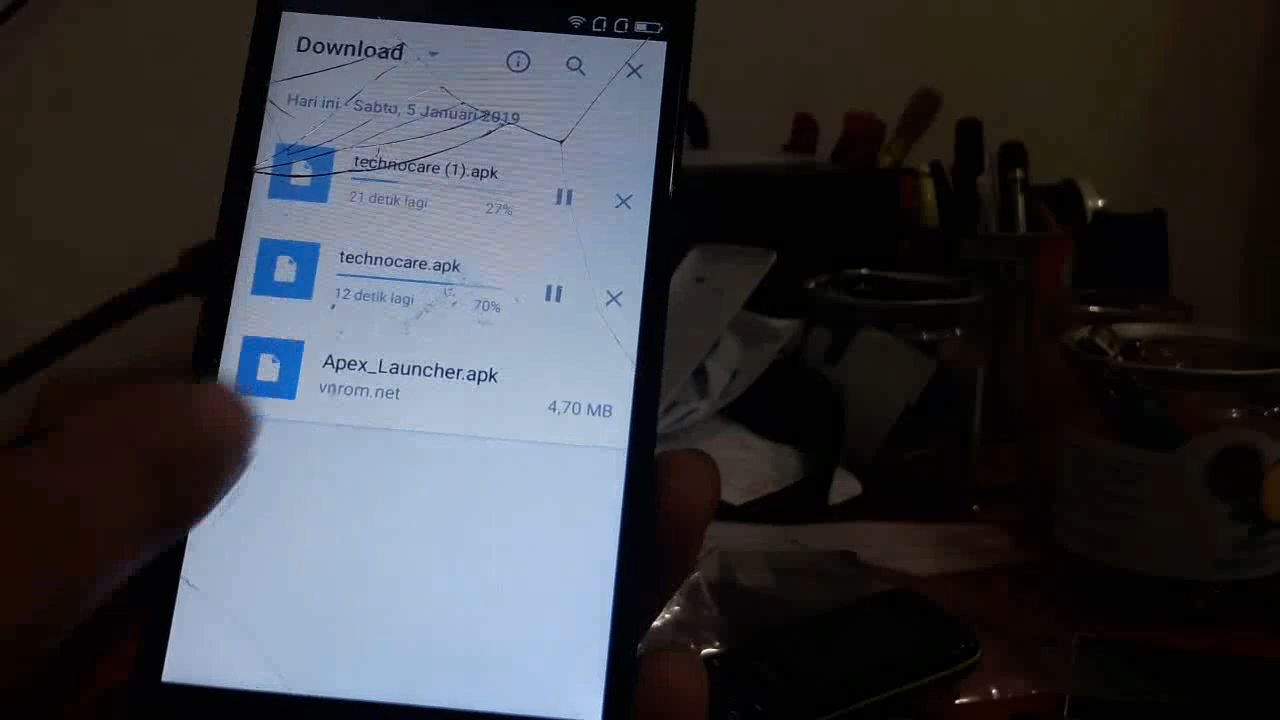 Download
Hari ini - Sabtu, 5 Januari 2019
technocare (1).apk
21 detik lagi 27%
technocare.apk
12 detik lagi 70%
Apex_Launcher.apk
vnrom.net 4,70 MB